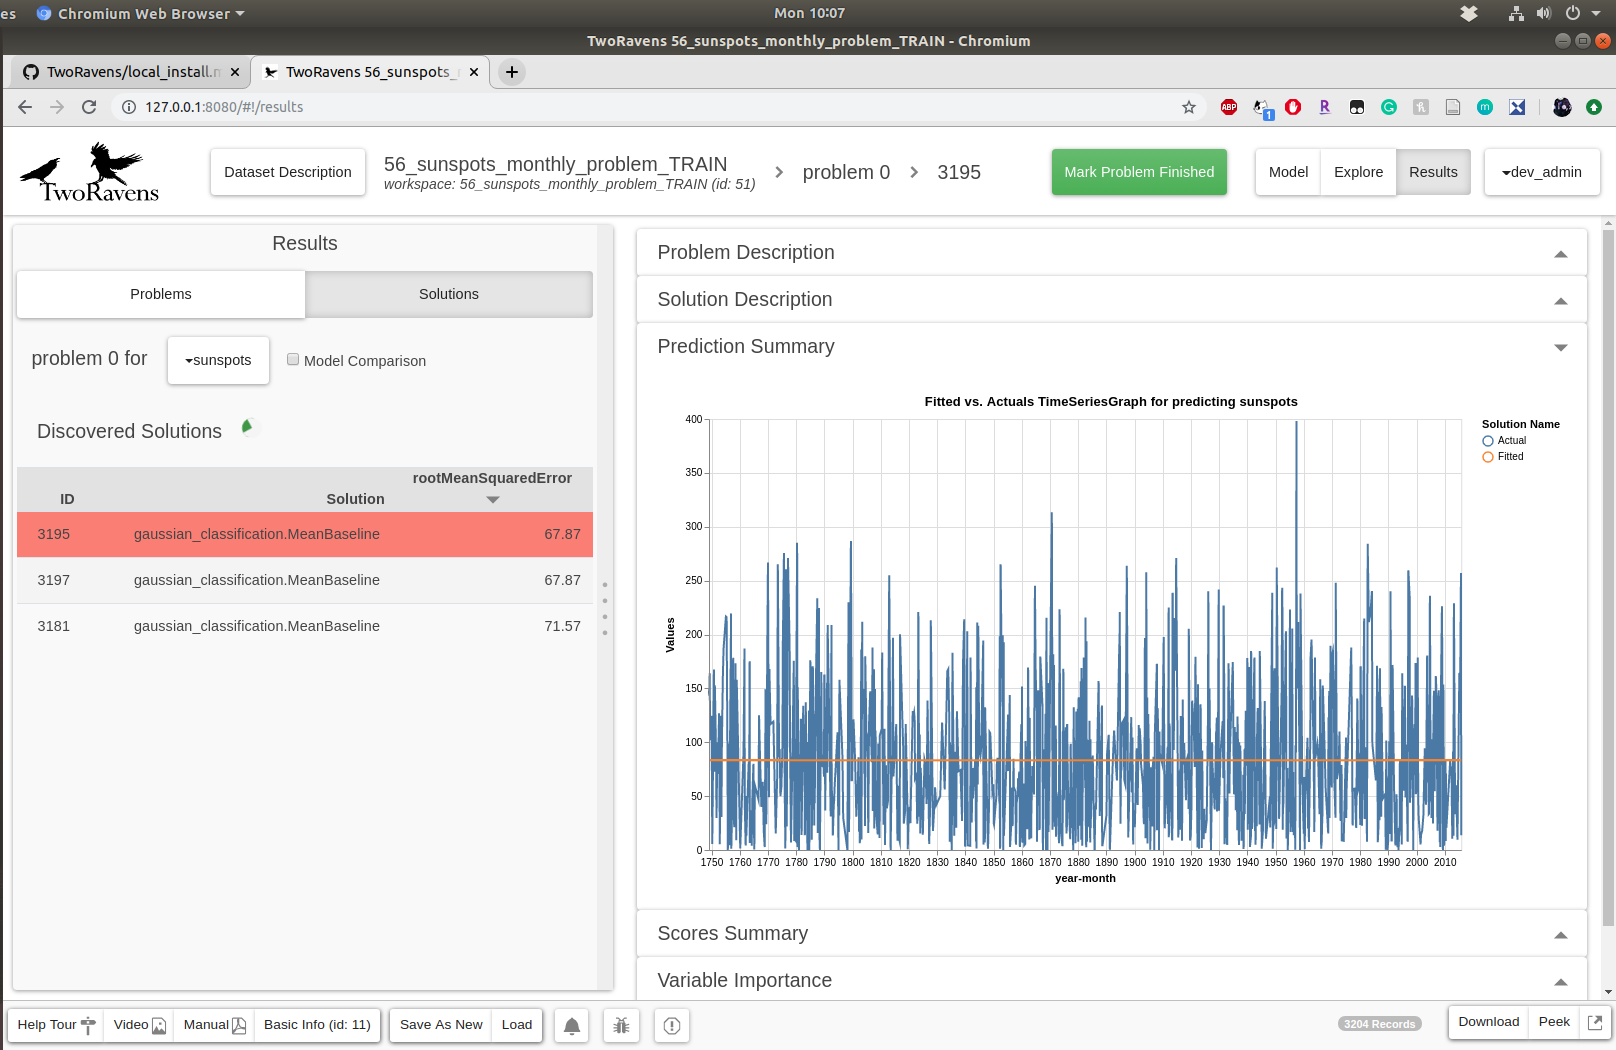 es Chromium Web Browser Mon 10:07
TwoRavens 56_sunspots_monthly_problem_TRAIN - Chromium
TwoRavens/local_install.m TwoRavens 56_sunspots_
127.0.0.1:8080/#!/results
ABP 1 R G h m
TwoRavens
Dataset Description
56_sunspots_monthly_problem_TRAIN
workspace: 56_sunspots_monthly_problem_TRAIN (id: 51)
problem 0
3195
Mark Problem Finished
Model Explore Results
dev_admin
Results
Problems Solutions
problem 0 for sunspots Model Comparison
Discovered Solutions
ID Solution rootMeanSquaredError
3195 gaussian_classification.MeanBaseline 67.87
3197 gaussian_classification.MeanBaseline 67.87
3181 gaussian_classification.MeanBaseline 71.57
Problem Description
Solution Description
Prediction Summary
Fitted vs. Actuals TimeSeriesGraph for predicting sunspots
400
350
300
250
200
150
100
50
0
Values
1750 1760 1770 1780 1790 1800 1810 1820 1830 1840 1850 1860 1870 1880 1890 1900 1910 1920 1930 1940 1950 1960 1970 1980 1990 2000 2010
year-month
Solution Name
Actual
Fitted
Scores Summary
Variable Importance
Help Tour Video Manual Basic Info (id: 11) Save As New Load
3204 Records
Download Peek